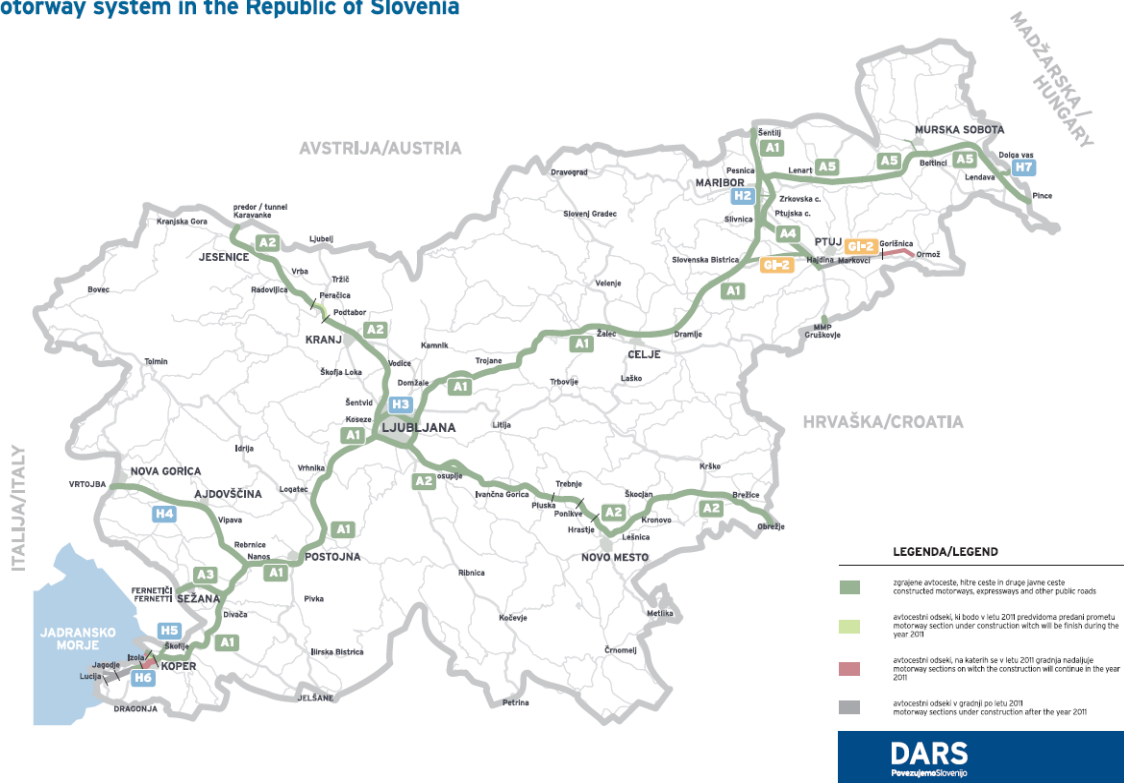 otorway system in the Republic of Slovenia
MADŽARSKA /
HUNGARY
AVSTRIJA/AUSTRIA
HRVAŠKA/CROATIA
ITALIJA/ITALY
JADRANSKO
MORJE
Šentilj
A1
Pesnica
MARIBOR
H2
Lenart
A5
A5
MURSKA SOBOTA
Beltinci
A5
Dolga vas
H7
Lendava
Pince
Dravograd
Slovenj Gradec
Zrkovska c.
Ptujska c.
Slivnica
A4
PTUJ
GI-2
Gorišnica
Ormož
Slovenska Bistrica
GI-2
Hajdina
Markovci
A1
MMP
Gruškovje
predor / tunnel
Karavanke
Kranjska Gora
A2
Ljubelj
JESENICE
Vrba
Tržič
Radovljica
Peračica
Podtabor
Bovec
KRANJ
A2
Velenje
Žalec
Dramlje
A1
CELJE
Kamnik
Trojane
Vodice
Tolmin
Škofja Loka
Domžale
A1
Trbovlje
Laško
Šentvid
H3
Koseze
LJUBLJANA
A1
Litija
Idrija
NOVA GORICA
Vrhnika
VRTOJBA
AJDOVŠČINA
Logatec
H4
Vipava
A2
osuplje
Ivančna Gorica
Trebnje
Pluska
Ponikve
Hrastje
A2
Škocjan
Krško
Brežice
A2
Kronovo
Obrežje
Lešnica
NOVO MESTO
A1
Rebrnice
Nanos
POSTOJNA
A1
A3
FERNETIČI
FERNETTI
SEŽANA
Ribnica
Pivka
Divača
Kočevje
Metlika
H5
A1
Škofije
Izola
KOPER
Jagodje
Lucija
H6
Ilirska Bistrica
Črnomelj
DRAGONJA
JELŠANE
Petrina
LEGENDA/LEGEND
zgrajene avtoceste, hitre ceste in druge javne ceste
constructed motorways, expressways and other public roads
avtocestni odseki, ki bodo v letu 2011 predvidoma predani prometu
motorway section under construction witch will be finish during the
year 2011
avtocestni odseki, na katerih se v letu 2011 gradnja nadaljuje
motorway sections on witch the construction will continue in the year
2011
avtocestni odseki v gradnji po letu 2011
motorway sections under construction after the year 2011
DARS
PovezujemoSlovenijo